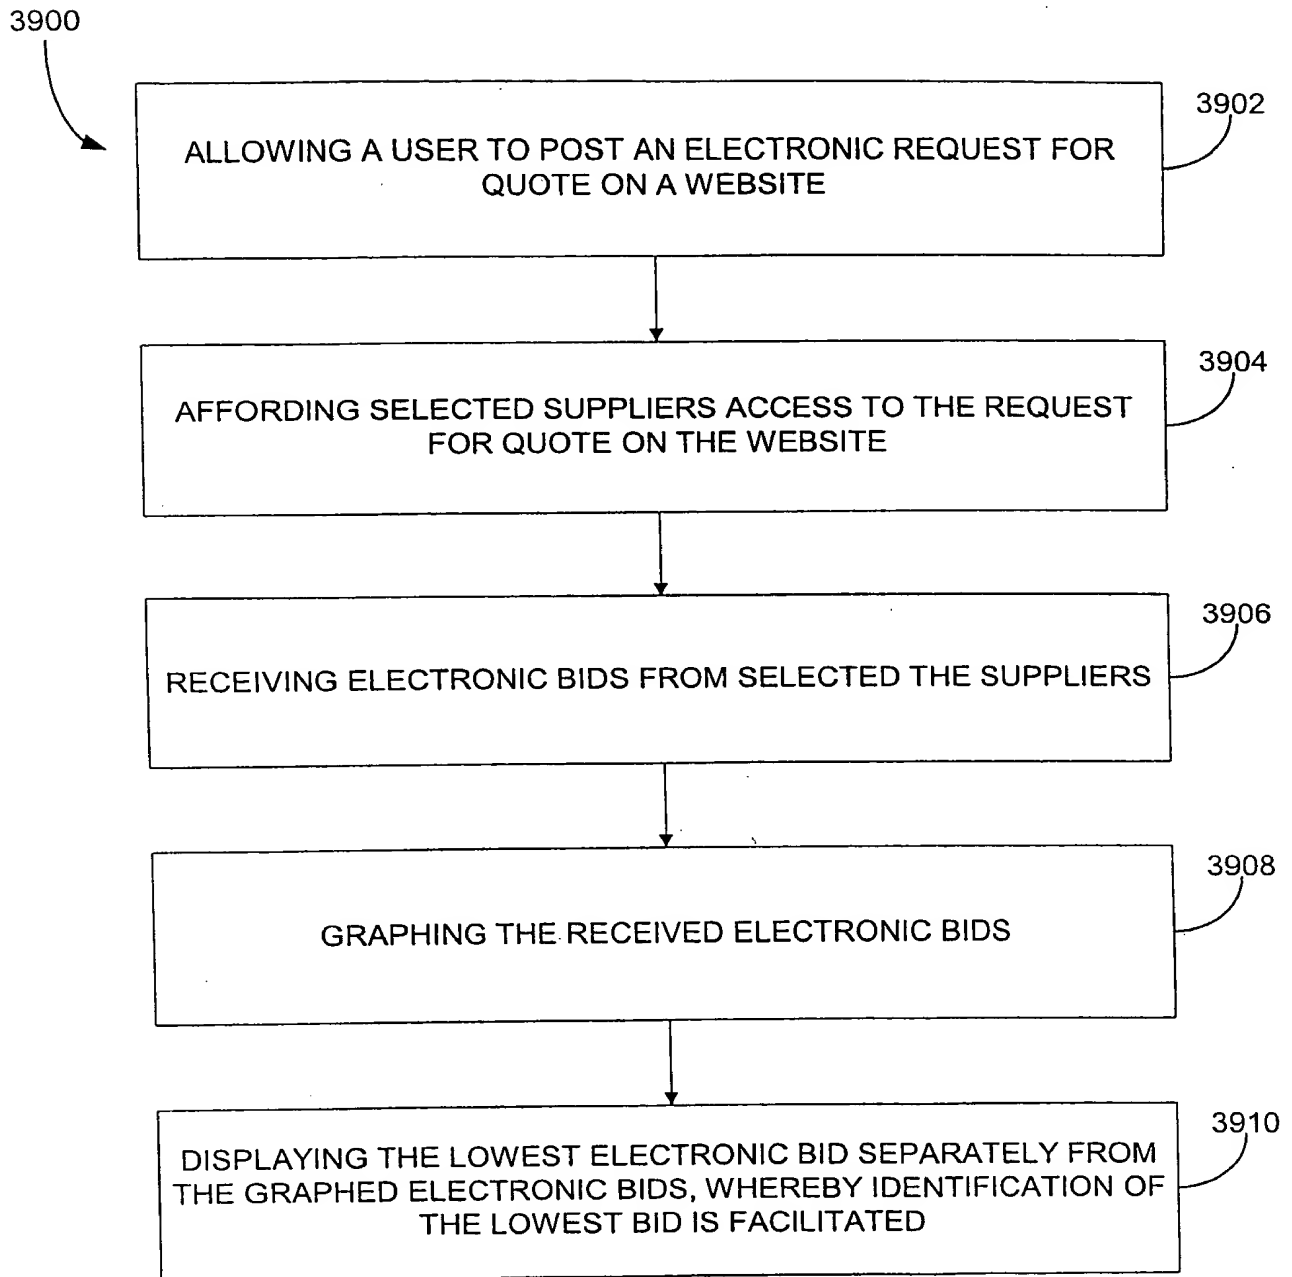 3900
3902
ALLOWING A USER TO POST AN ELECTRONIC REQUEST FOR
QUOTE ON A WEBSITE
3904
AFFORDING SELECTED SUPPLIERS ACCESS TO THE REQUEST
FOR QUOTE ON THE WEBSITE
3906
RECEIVING ELECTRONIC BIDS FROM SELECTED THE SUPPLIERS
3908
GRAPHING THE RECEIVED ELECTRONIC BIDS
3910
DISPLAYING THE LOWEST ELECTRONIC BID SEPARATELY FROM
THE GRAPHED ELECTRONIC BIDS, WHEREBY IDENTIFICATION OF
THE LOWEST BID IS FACILITATED